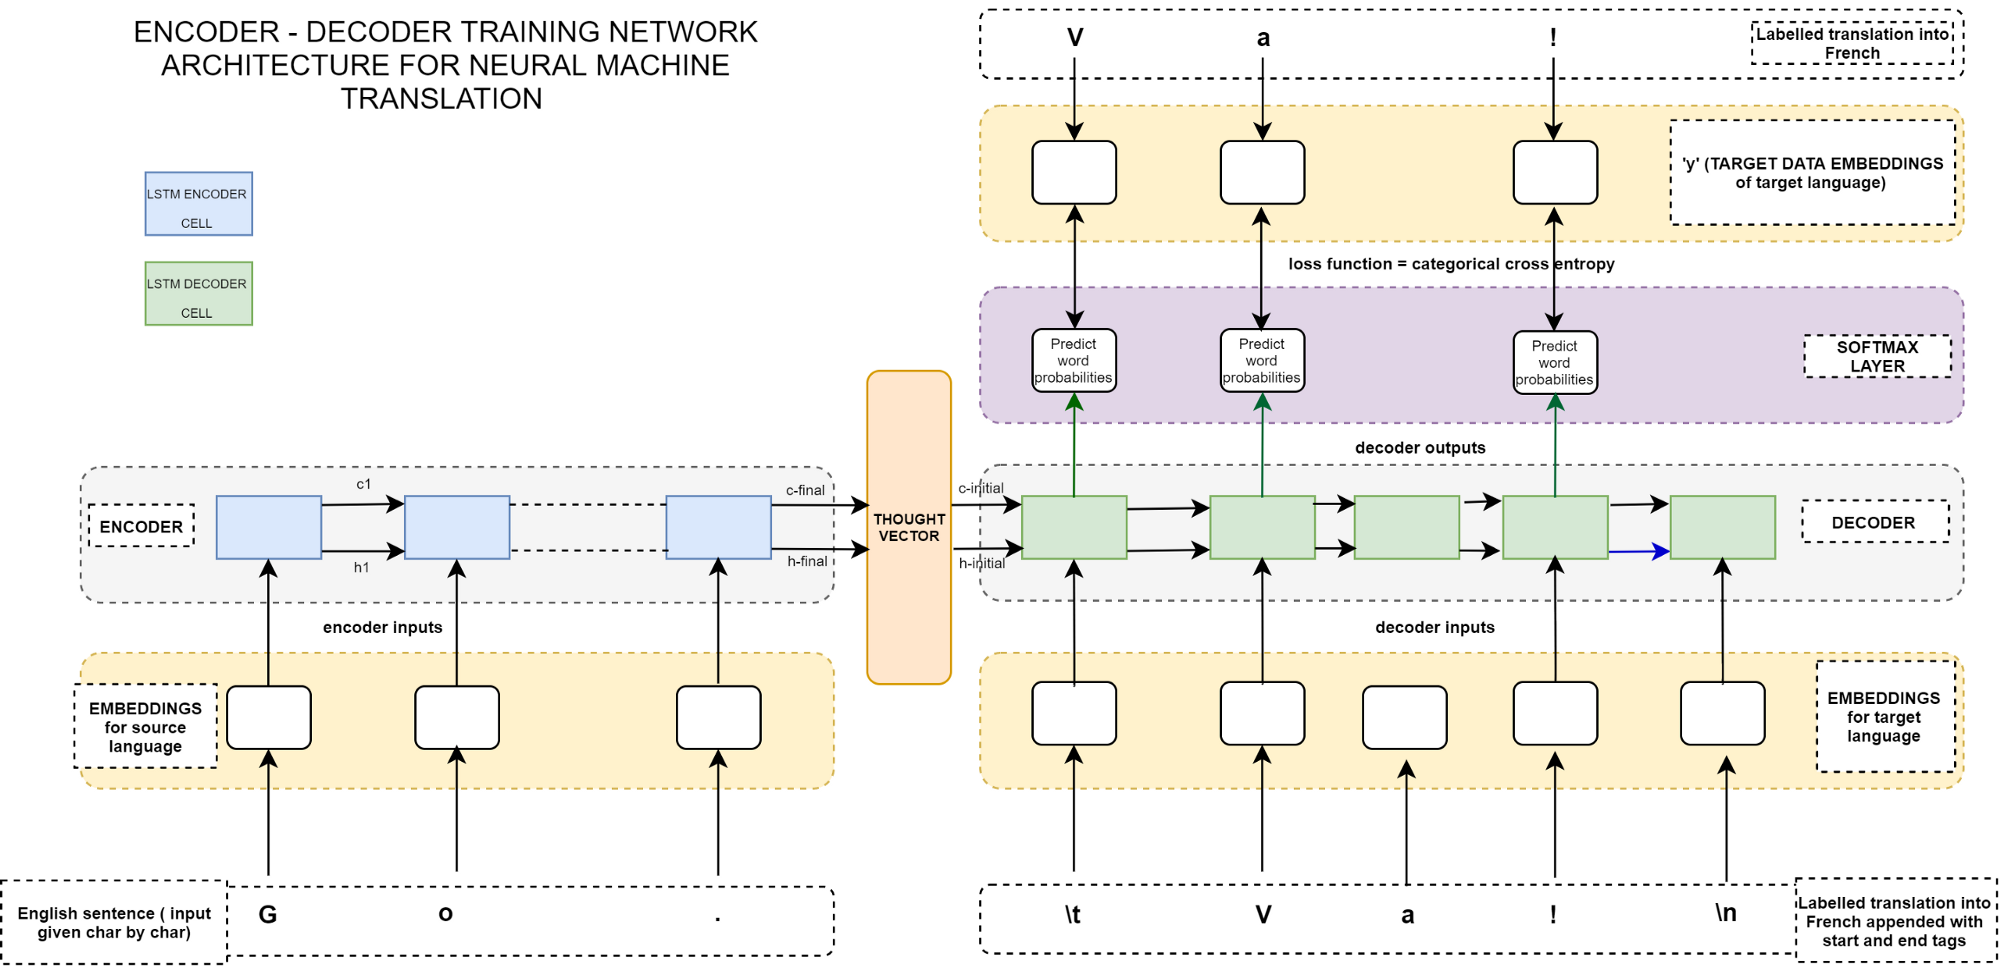 ENCODER - DECODER TRAINING NETWORK
ARCHITECTURE FOR NEURAL MACHINE
TRANSLATION
LSTM ENCODER
CELL
LSTM DECODER
CELL
V a !
Labelled translation into
French
'y' (TARGET DATA EMBEDDINGS
of target language)
loss function = categorical cross entropy
Predict
word
probabilities
Predict
word
probabilities
Predict
word
probabilities
SOFTMAX
LAYER
decoder outputs
ENCODER
c1
h1
c-final
h-final
THOUGHT
VECTOR
c-initial
h-initial
DECODER
encoder inputs
decoder inputs
EMBEDDINGS
for source
language
EMBEDDINGS
for target
language
English sentence ( input
given char by char)
G o .
\t V a ! \n
Labelled translation into
French appended with
start and end tags